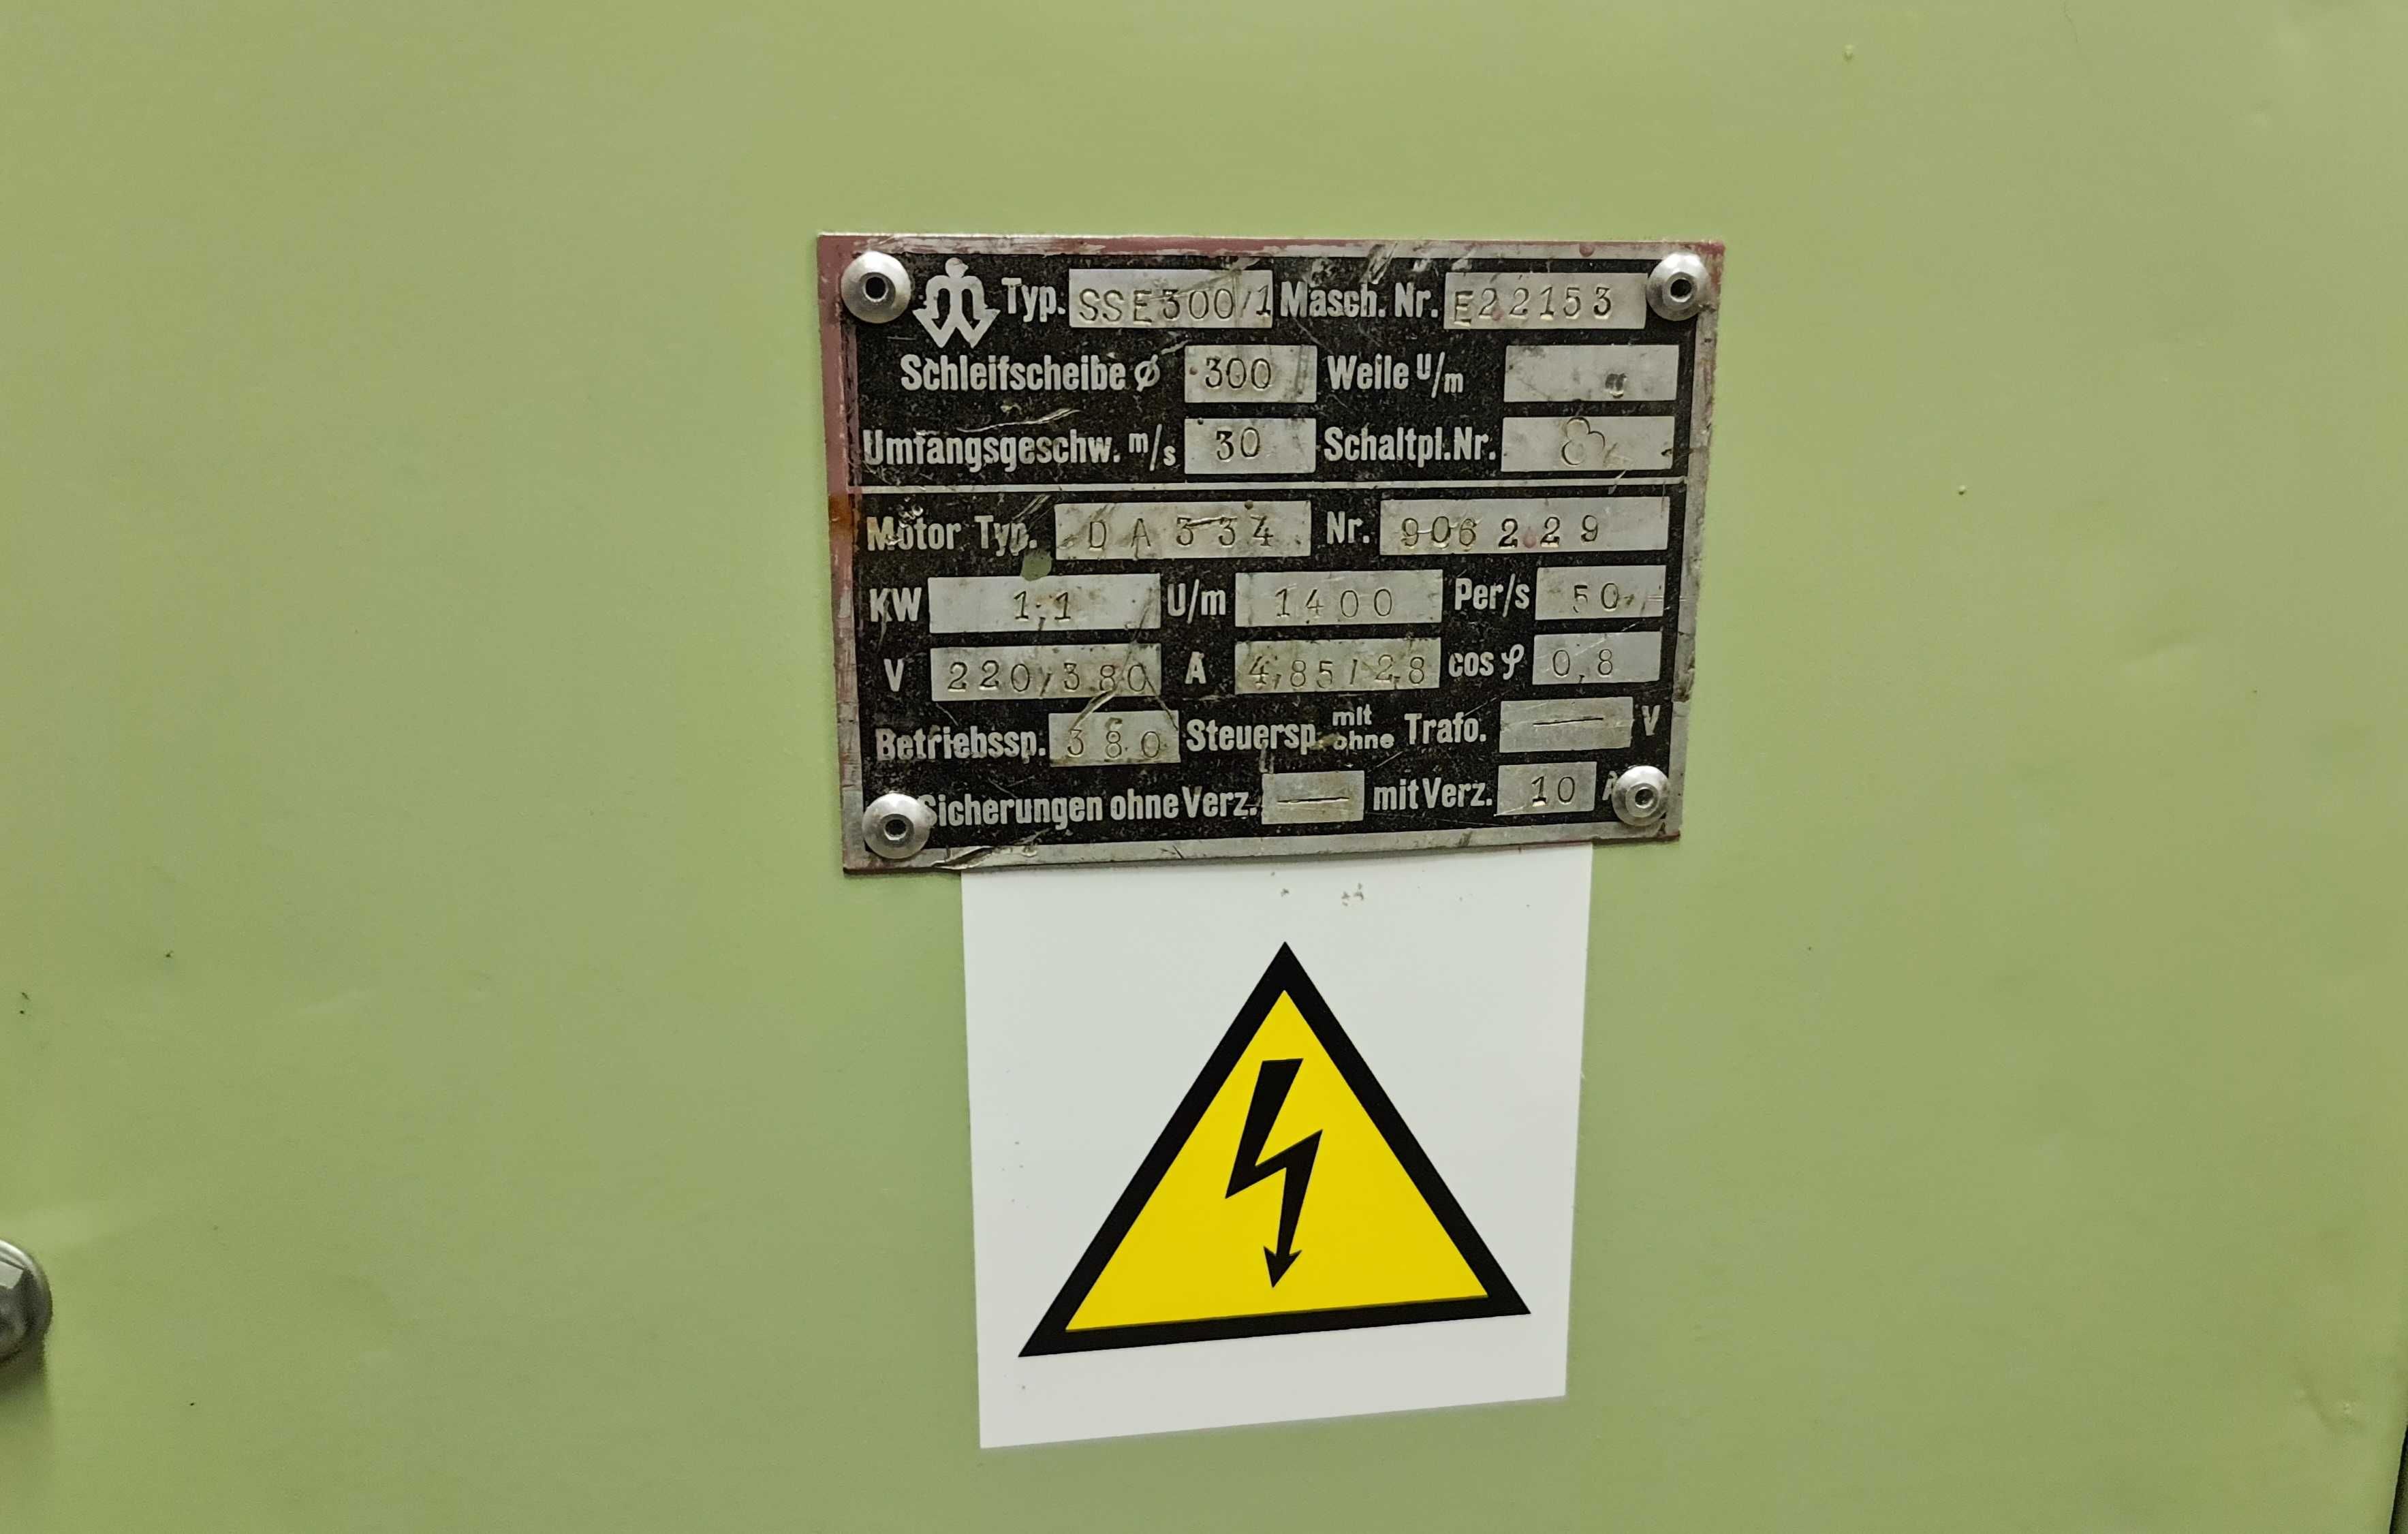 Typ. SSE300/1 Masch. Nr. E22153
Schleifscheibe ø 300 Welle U/m
Umfangsgeschw. m/s 30 Schaltpl.Nr. 8
Motor Typ. DA334 Nr. 906229
KW 1,1 U/m 1400 Per/s 50
V 220/380 A 4,85/2,8 cos φ 0,8
Betriebssp. 380 Steuersp. mit ohne Trafo. — V
Sicherungen ohne Verz. — mit Verz. 10 A